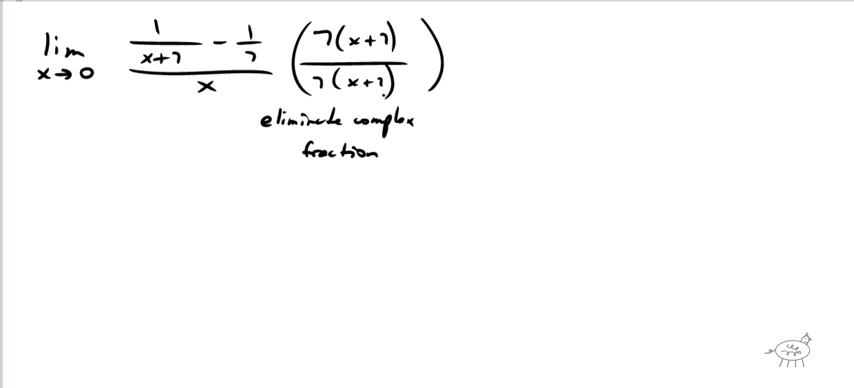 lim x→0 (1/(x+7) - 1/7)/x (7(x+7)/7(x+7))
eliminate complex
fraction